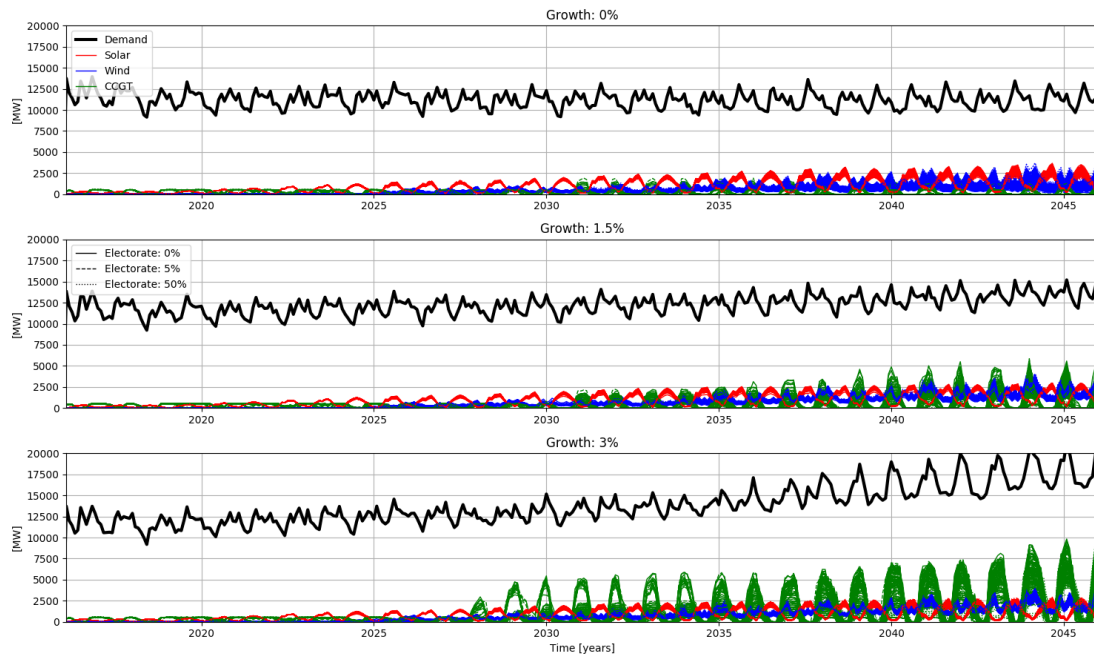 Growth: 0%
20000
17500
15000
12500
10000
7500
5000
2500
0
[MW]
Demand
Solar
Wind
CCGT
2020 2025 2030 2035 2040 2045
Growth: 1.5%
20000
17500
15000
12500
10000
7500
5000
2500
0
[MW]
Electorate: 0%
Electorate: 5%
Electorate: 50%
2020 2025 2030 2035 2040 2045
Growth: 3%
20000
17500
15000
12500
10000
7500
5000
2500
0
[MW]
2020 2025 2030 2035 2040 2045
Time [years]